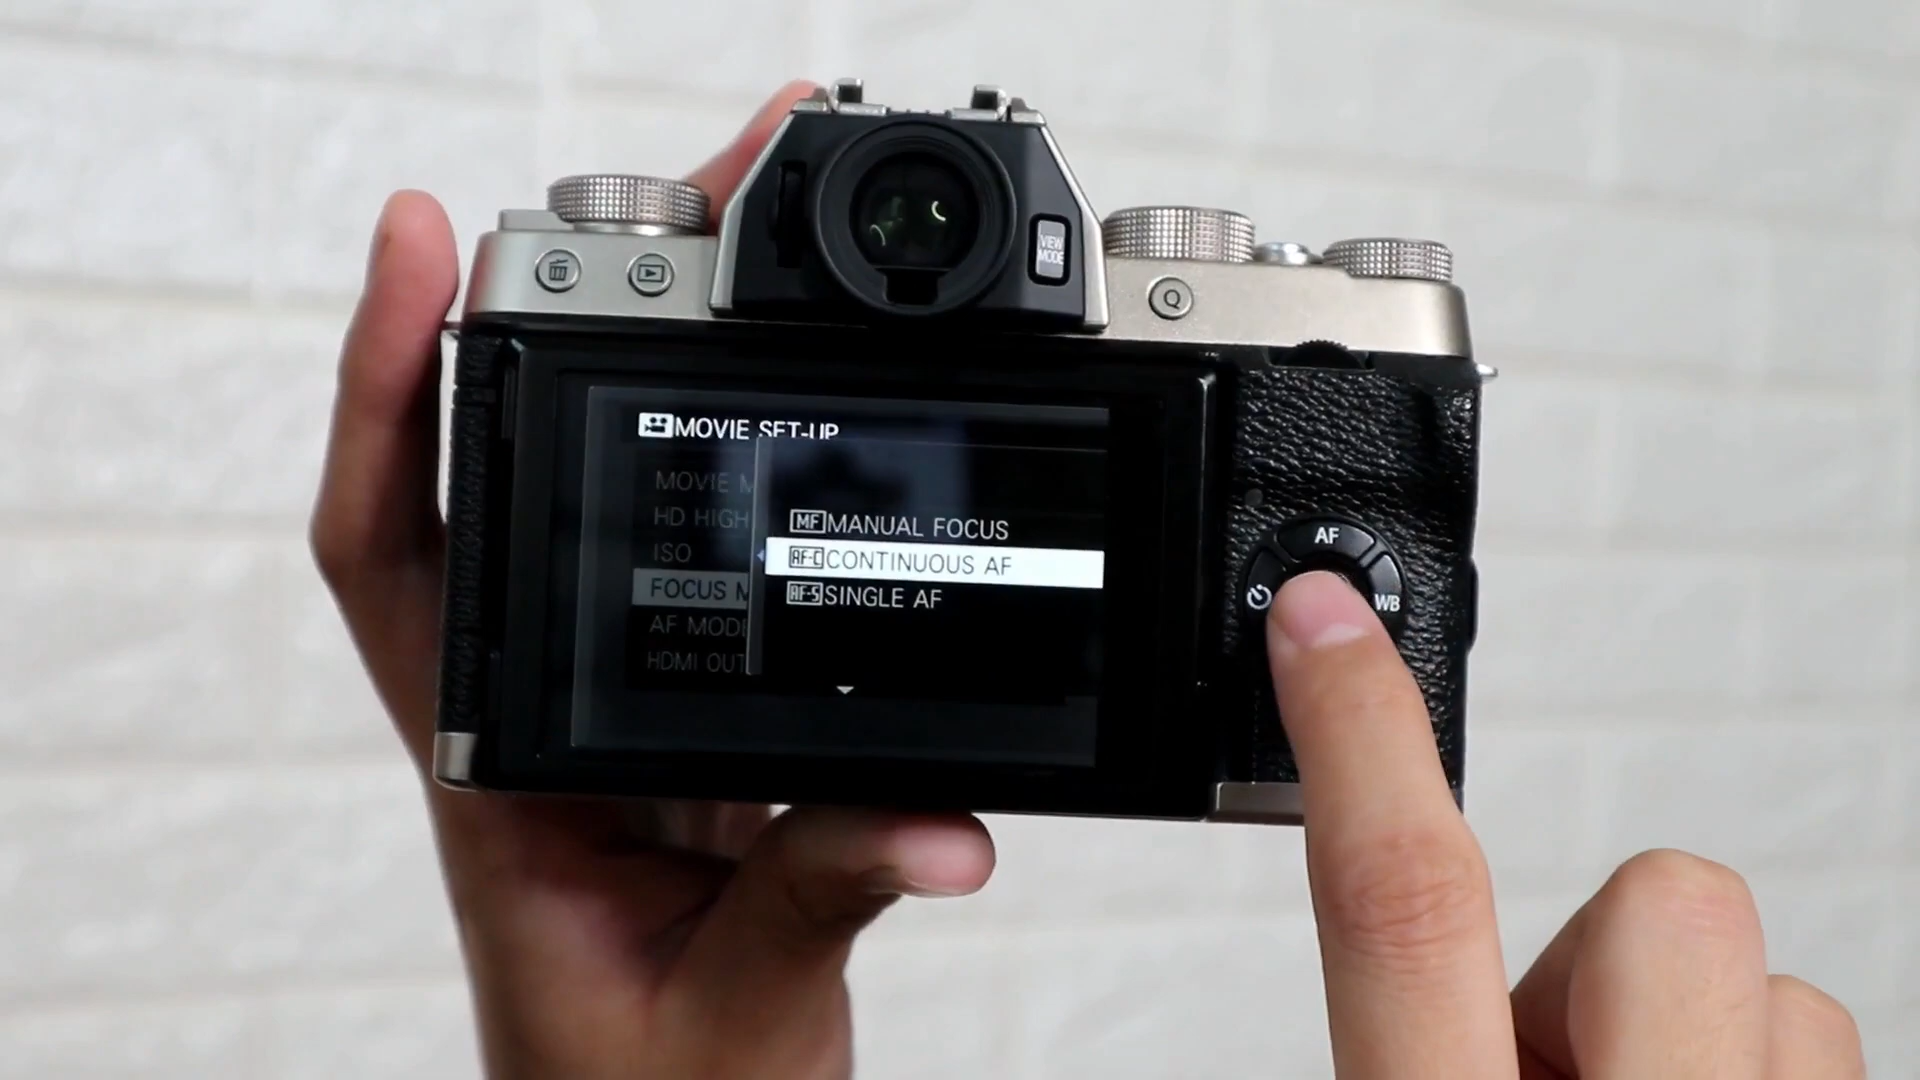 VIEW
MODE
Q
MOVIE SET-UP
MOVIE M
HD HIGH
ISO
FOCUS M
AF MODE
HDMI OUT
MF MANUAL FOCUS
AF-C CONTINUOUS AF
AF-S SINGLE AF
AF
WB